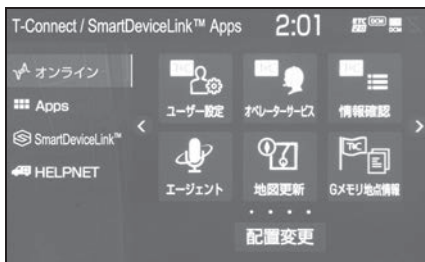 T-Connect / SmartDeviceLink™ Apps
2:01
DCM
オンライン
Apps
SmartDeviceLink™
HELPNET
ユーザー設定
オペレーターサービス
情報確認
エージェント
地図更新
TNC
Gメモリ地点情報
配置変更